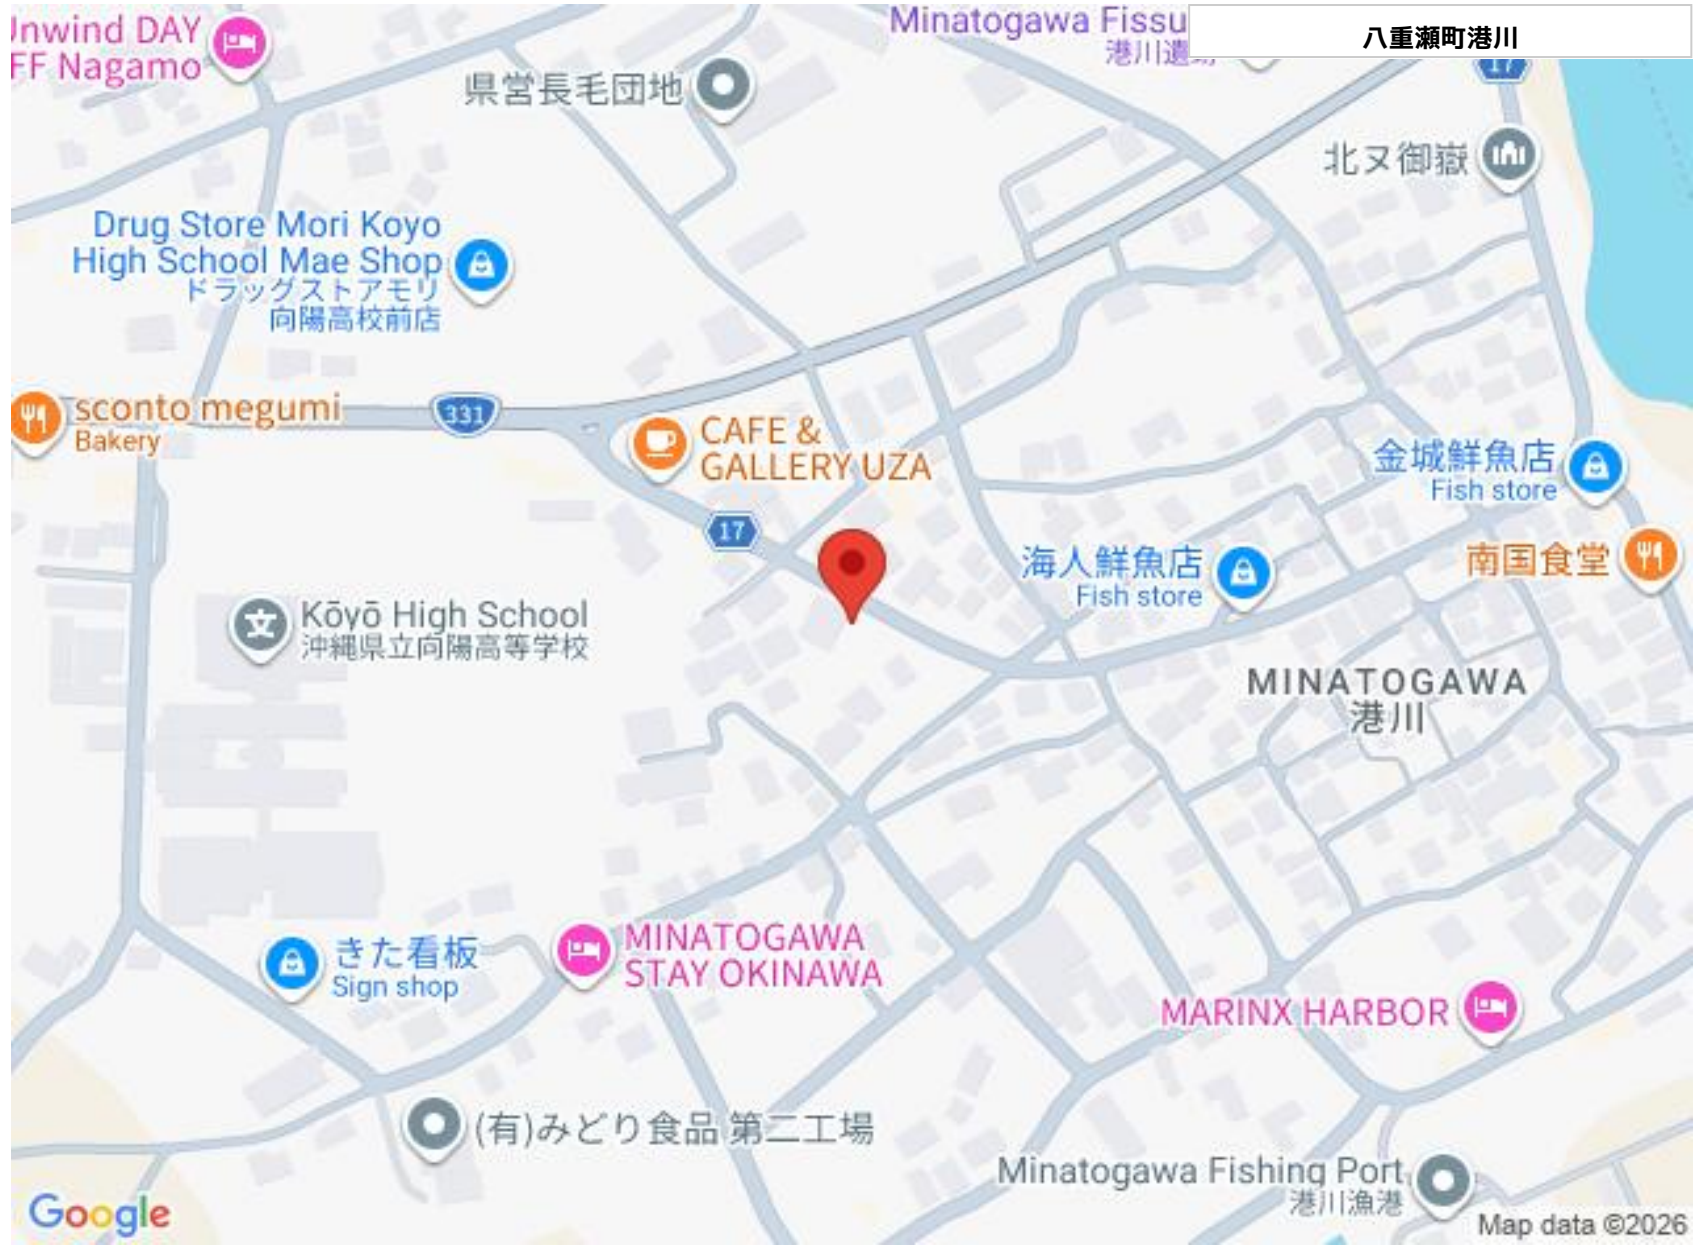 Minatogawa Fissu
八重瀬町港川
DAY
FF Nagamo
県営長毛団地
17
北ヌ御嶽
Drug Store Mori Koyo
High School Mae Shop
ドラッグストアモリ
向陽高校前店
sconto megumi
Bakery
331
CAFE &
GALLERY UZA
金城鮮魚店
Fish store
17
海人鮮魚店
Fish store
南国食堂
文
Kōyō High School
沖縄県立向陽高等学校
MINATOGAWA
港川
きた看板
Sign shop
MINATOGAWA
STAY OKINAWA
MARINX HARBOR
(有)みどり食品 第二工場
Minatogawa Fishing Port
港川漁港
Google
Map data ©2026